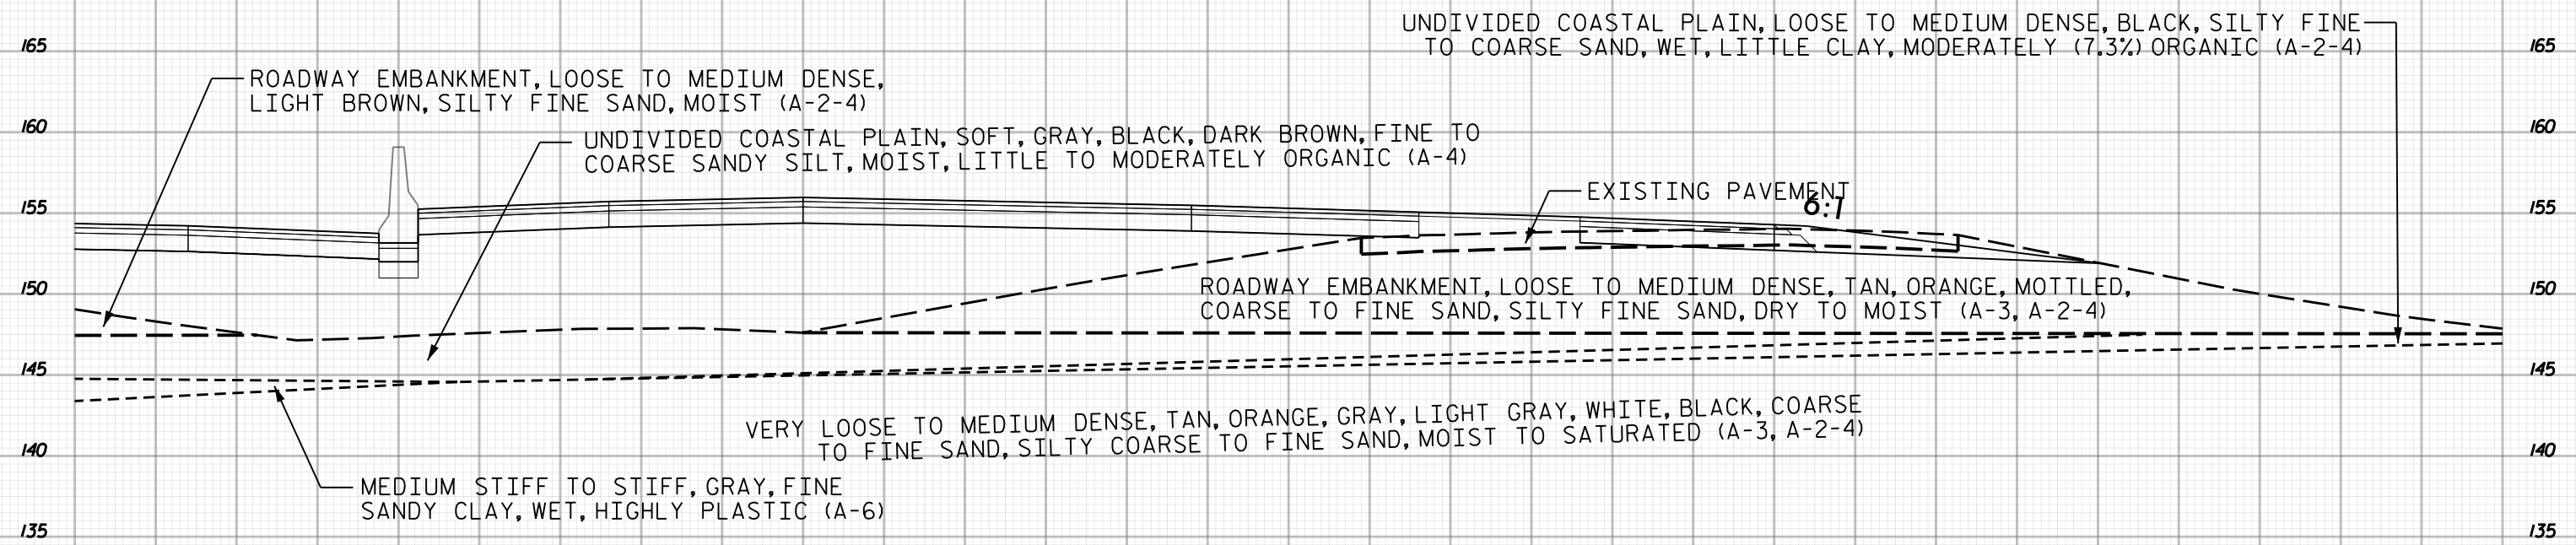 UNDIVIDED COASTAL PLAIN, LOOSE TO MEDIUM DENSE, BLACK, SILTY FINE
TO COARSE SAND, WET, LITTLE CLAY, MODERATELY (7.3%) ORGANIC (A-2-4)
165
165
ROADWAY EMBANKMENT, LOOSE TO MEDIUM DENSE,
LIGHT BROWN, SILTY FINE SAND, MOIST (A-2-4)
160
160
UNDIVIDED COASTAL PLAIN, SOFT, GRAY, BLACK, DARK BROWN, FINE TO
COARSE SANDY SILT, MOIST, LITTLE TO MODERATELY ORGANIC (A-4)
EXISTING PAVEMENT
6:1
155
155
150
150
ROADWAY EMBANKMENT, LOOSE TO MEDIUM DENSE, TAN, ORANGE, MOTTLED,
COARSE TO FINE SAND, SILTY FINE SAND, DRY TO MOIST (A-3, A-2-4)
145
145
VERY LOOSE TO MEDIUM DENSE, TAN, ORANGE, GRAY, LIGHT GRAY, WHITE, BLACK, COARSE
TO FINE SAND, SILTY COARSE TO FINE SAND, MOIST TO SATURATED (A-3, A-2-4)
140
140
MEDIUM STIFF TO STIFF, GRAY, FINE
SANDY CLAY, WET, HIGHLY PLASTIC (A-6)
135
135